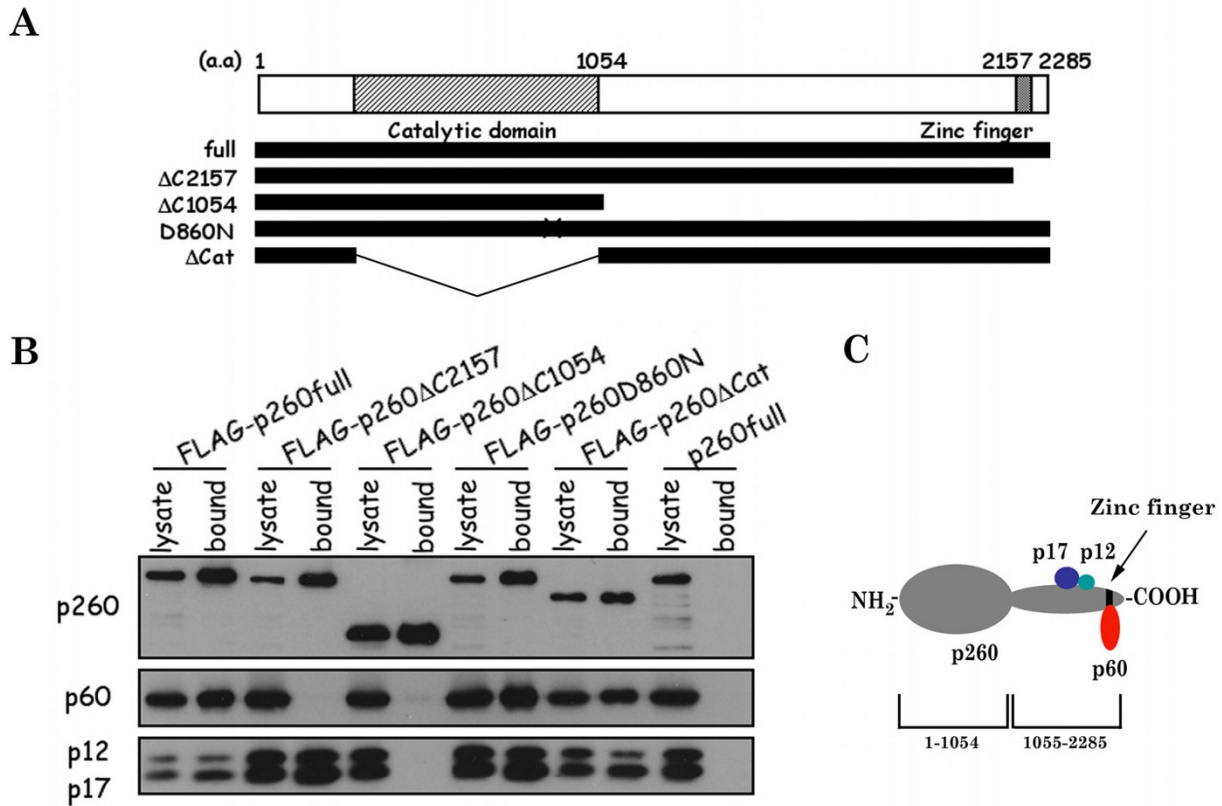 A
(a.a) 1 1054 2157 2285
Catalytic domain Zinc finger
full
ΔC2157
ΔC1054
D860N
ΔCat
B
FLAG-p260full
FLAG-p260ΔC2157
FLAG-p260ΔC1054
FLAG-p260D860N
FLAG-p260ΔCat
p260full
lysate bound lysate bound lysate bound lysate bound lysate bound lysate bound
p260
p60
p12
p17
C
Zinc finger
p17 p12
NH2- -COOH
p260
p60
1-1054 1055-2285